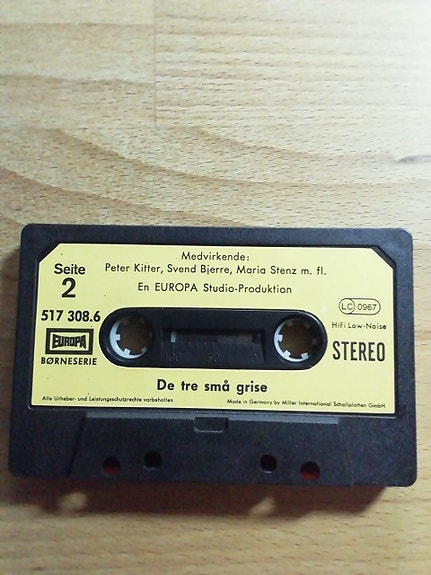 Medvirkende:
Peter Kitter, Svend Bjerre, Maria Stenz m. fl.
En EUROPA Studio-Produktion
Seite
2
517 308.6
EUROPA
BØRNESERIE
LC 0967
HiFi Low-Noise
STEREO
De tre små grise
Alle Urheber- und Leistungsschutzrechte vorbehalten
Made in Germany by Miller International Schallplatten GmbH